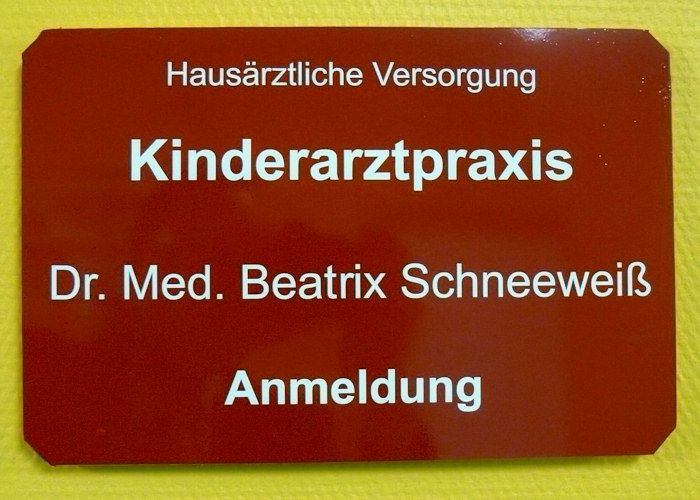 Hausärztliche Versorgung
Kinderarztpraxis
Dr. Med. Beatrix Schneeweiß
Anmeldung